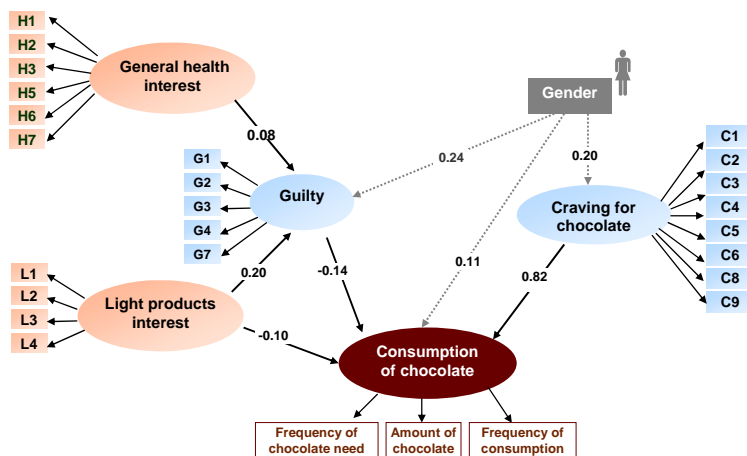 H1
H2
H3
H5
H6
H7
General health
interest
Gender
0.08
0.24
0.20
G1
G2
G3
G4
G7
Guilty
C1
C2
C3
C4
C5
C6
C8
C9
Craving for
chocolate
L1
L2
L3
L4
Light products
interest
0.20
-0.14
0.11
0.82
-0.10
Consumption
of chocolate
Frequency of
chocolate need
Amount of
chocolate
Frequency of
consumption